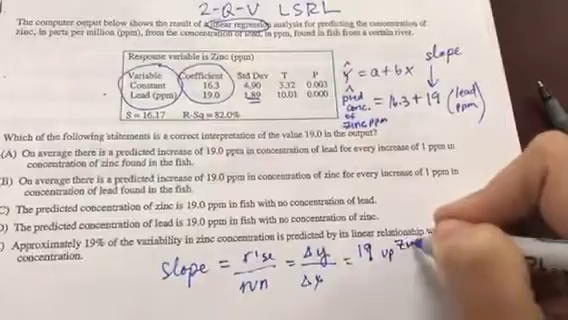 2-Q-V LSRL
The computer output below shows the result of a linear regression analysis for predicting the concentration of
zinc, in parts per million (ppm), from the concentration of lead, in ppm, found in fish from a certain river.
Response variable is Zinc (ppm)
Variable Coefficient Std Dev T P
Constant 16.3 4.90 3.32 0.003
Lead (ppm) 19.0 1.89 10.01 0.000
S = 16.17 R-Sq = 82.0%
slope
ŷ = a + bx
pred conc. of zinc ppm = 16.3 + 19 (lead ppm)
Which of the following statements is a correct interpretation of the value 19.0 in the output?
(A) On average there is a predicted increase of 19.0 ppm in concentration of lead for every increase of 1 ppm in
concentration of zinc found in the fish.
B) On average there is a predicted increase of 19.0 ppm in concentration of zinc for every increase of 1 ppm in
concentration of lead found in the fish.
C) The predicted concentration of zinc is 19.0 ppm in fish with no concentration of lead.
D) The predicted concentration of lead is 19.0 ppm in fish with no concentration of zinc.
) Approximately 19% of the variability in zinc concentration is predicted by its linear relationship
concentration.
slope = rise/run = Δy/Δx = 19 up